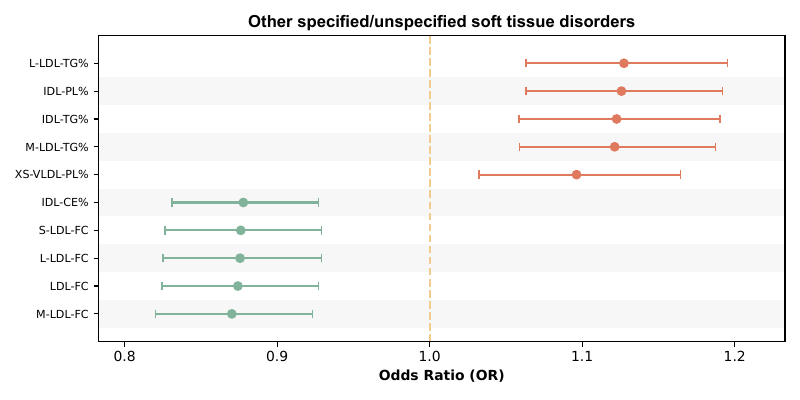 Other specified/unspecified soft tissue disorders
L-LDL-TG%
IDL-PL%
IDL-TG%
M-LDL-TG%
XS-VLDL-PL%
IDL-CE%
S-LDL-FC
L-LDL-FC
LDL-FC
M-LDL-FC
0.8 0.9 1.0 1.1 1.2
Odds Ratio (OR)